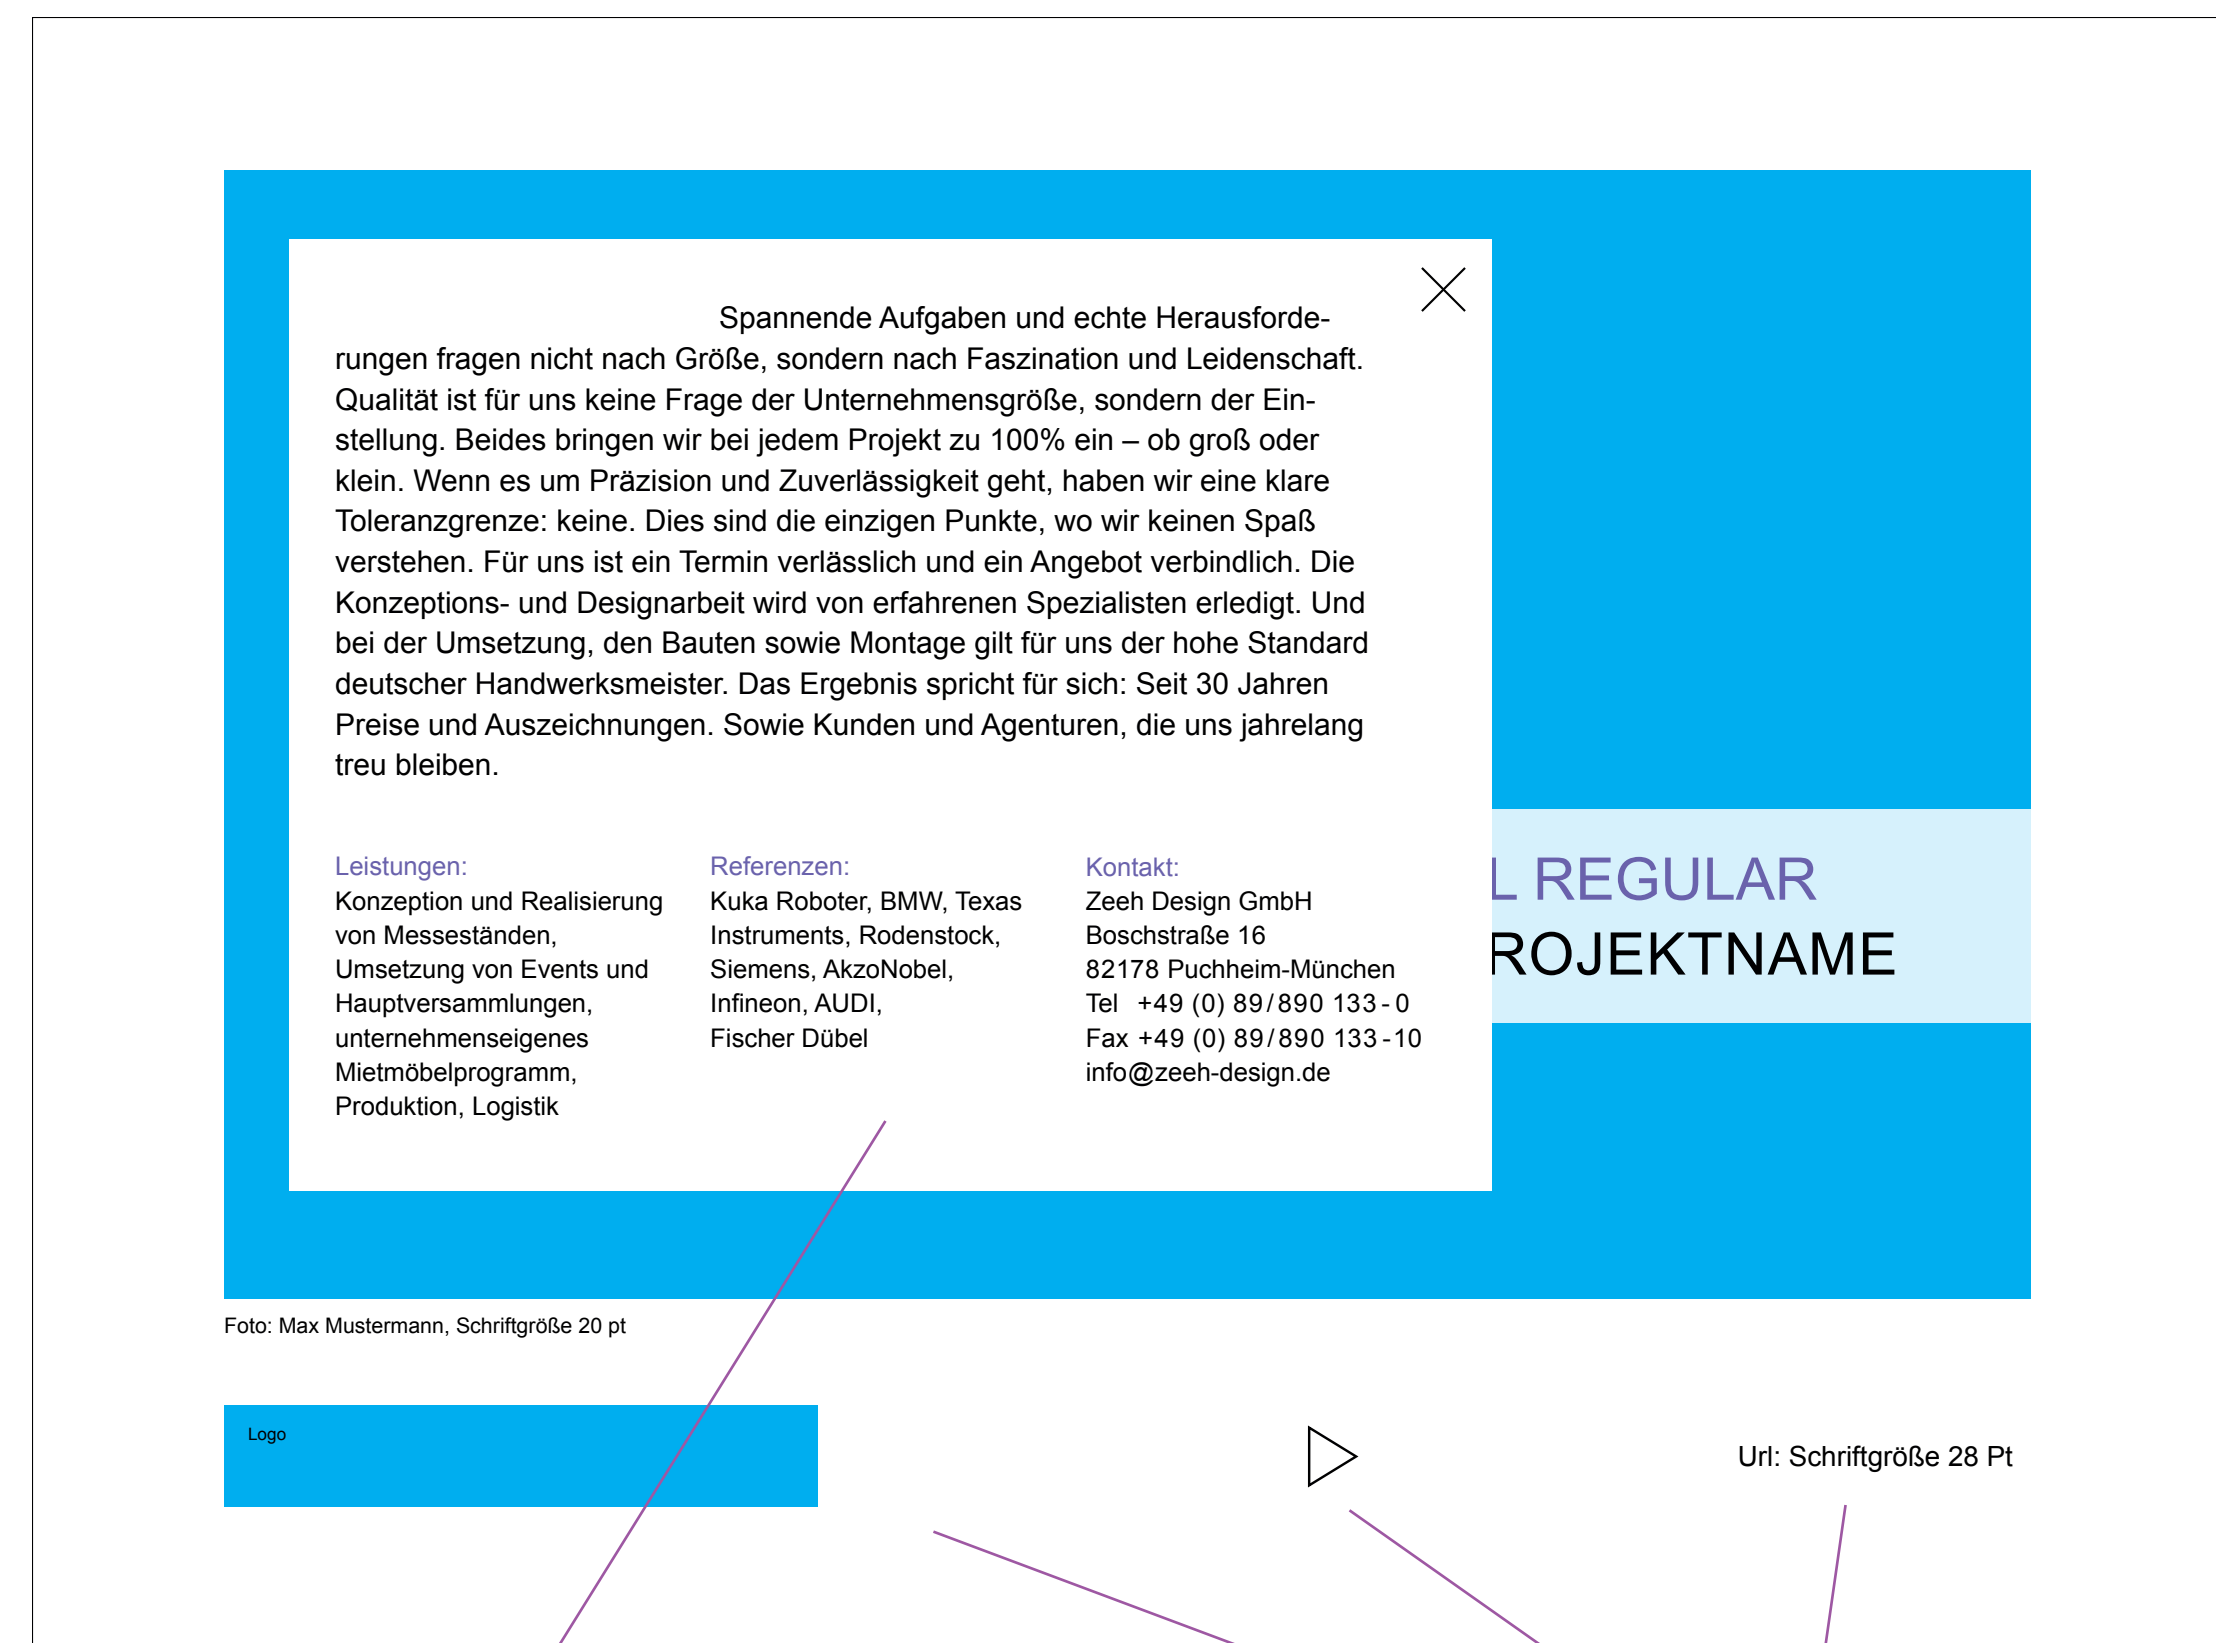 Spannende Aufgaben und echte Herausforde-
rungen fragen nicht nach Größe, sondern nach Faszination und Leidenschaft.
Qualität ist für uns keine Frage der Unternehmensgröße, sondern der Ein-
stellung. Beides bringen wir bei jedem Projekt zu 100% ein – ob groß oder
klein. Wenn es um Präzision und Zuverlässigkeit geht, haben wir eine klare
Toleranzgrenze: keine. Dies sind die einzigen Punkte, wo wir keinen Spaß
verstehen. Für uns ist ein Termin verlässlich und ein Angebot verbindlich. Die
Konzeptions- und Designarbeit wird von erfahrenen Spezialisten erledigt. Und
bei der Umsetzung, den Bauten sowie Montage gilt für uns der hohe Standard
deutscher Handwerksmeister. Das Ergebnis spricht für sich: Seit 30 Jahren
Preise und Auszeichnungen. Sowie Kunden und Agenturen, die uns jahrelang
treu bleiben.
Leistungen:
Konzeption und Realisierung
von Messeständen,
Umsetzung von Events und
Hauptversammlungen,
unternehmenseigenes
Mietmöbelprogramm,
Produktion, Logistik
Referenzen:
Kuka Roboter, BMW, Texas
Instruments, Rodenstock,
Siemens, AkzoNobel,
Infineon, AUDI,
Fischer Dübel
Kontakt:
Zeeh Design GmbH
Boschstraße 16
82178 Puchheim-München
Tel +49 (0) 89/890 133-0
Fax +49 (0) 89/890 133-10
info@zeeh-design.de
L REGULAR
ROJEKTNAME
Foto: Max Mustermann, Schriftgröße 20 pt
Logo
Url: Schriftgröße 28 Pt